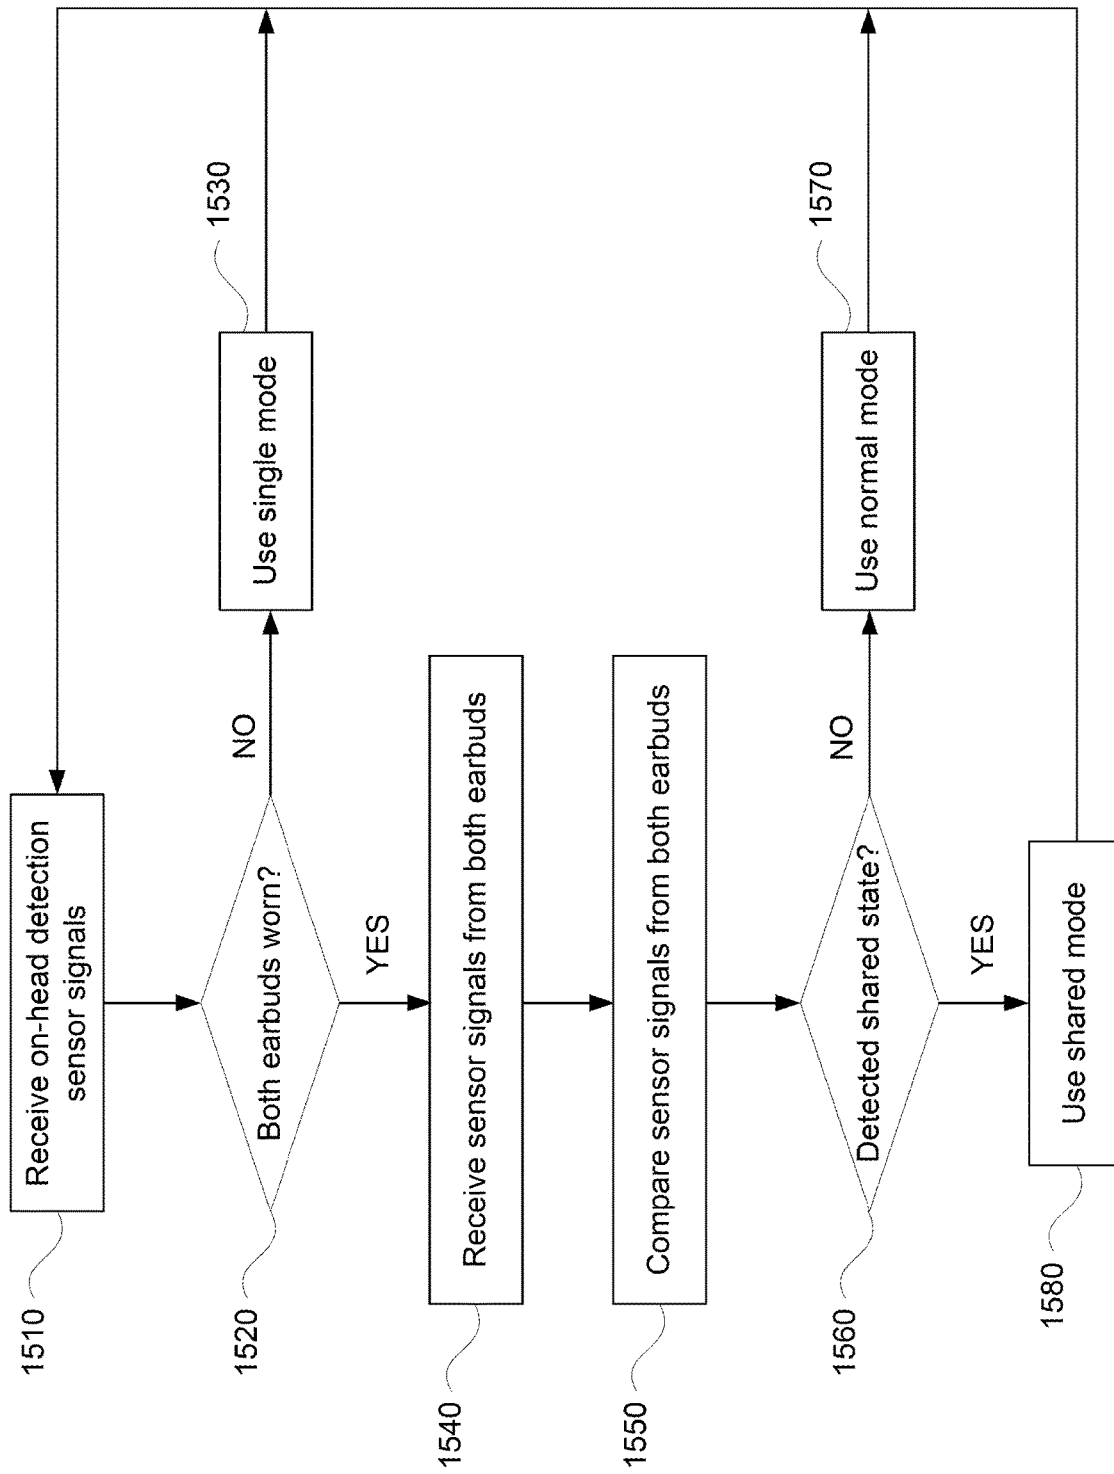 1510
Receive on-head detection
sensor signals
1520
Both earbuds worn?
NO
1530
Use single mode
YES
1540
Receive sensor signals from both earbuds
1550
Compare sensor signals from both earbuds
1560
Detected shared state?
NO
1570
Use normal mode
YES
1580
Use shared mode